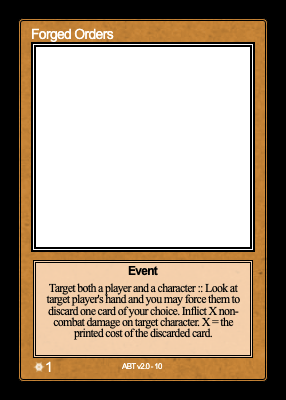 Forged Orders
Event
Target both a player and a character :: Look at
target player's hand and you may force them to
discard one card of your choice. Inflict X non-
combat damage on target character. X = the
printed cost of the discarded card.
1
ABT v2.0 - 10